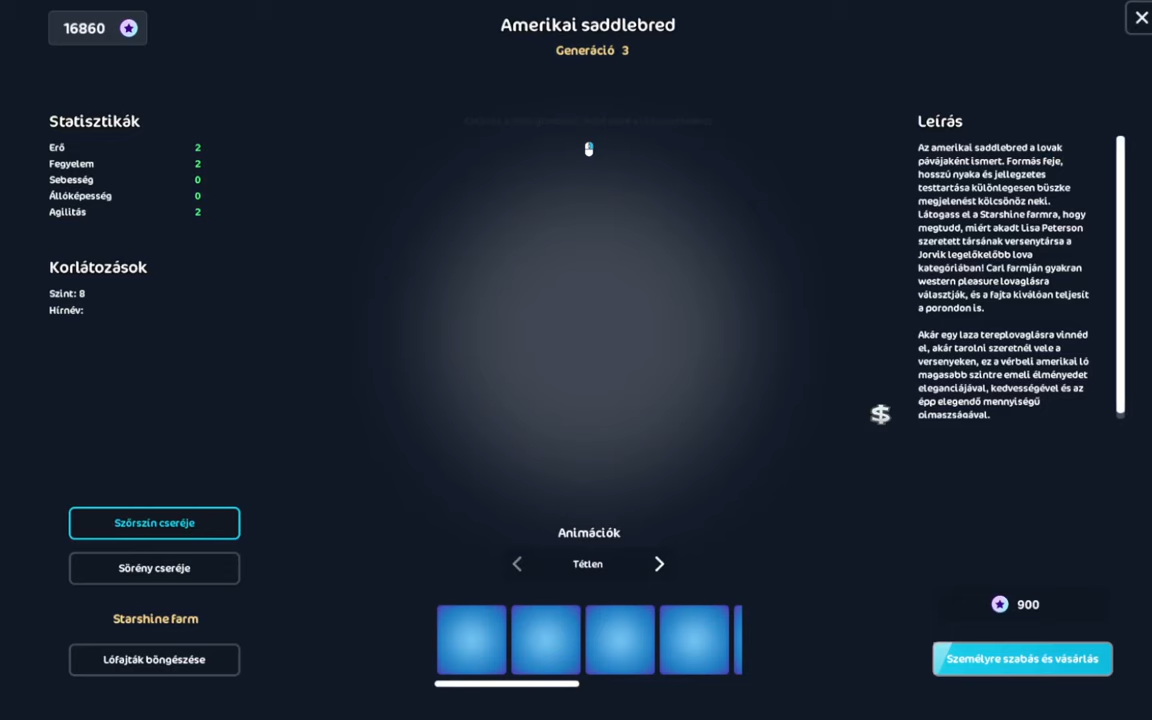 16860
Amerikai saddlebred
Generáció 3
Statisztikák
Erő 2
Fegyelem 2
Sebesség 0
Állóképesség 0
Agilitás 2
Korlátozások
Szint: 8
Hírnév:
Leírás
Az amerikai saddlebred a lovak
pávájaként ismert. Formás feje,
hosszú nyaka és jellegzetes
testtartása különlegesen büszke
megjelenést kölcsönöz neki.
Látogass el a Starshine farmra, hogy
megtudd, miért akadt Lisa Peterson
szeretett társának versenytársa a
Jorvik legelőkelőbb lova
kategóriában! Carl farmján gyakran
western pleasure lovaglásra
választják, és a fajta kiválóan teljesít
a porondon is.
Akár egy laza tereplovaglásra vinnéd
el, akár tarolni szeretnél vele a
versenyeken, ez a vérbeli amerikai ló
magasabb szintre emeli élményedet
eleganciájával, kedvességével és az
épp elegendő mennyiségű
pimaszságával.
$
Szőrszín cseréje
Sörény cseréje
Starshine farm
Lófajták böngészése
Animációk
Tétlen
900
Személyre szabás és vásárlás